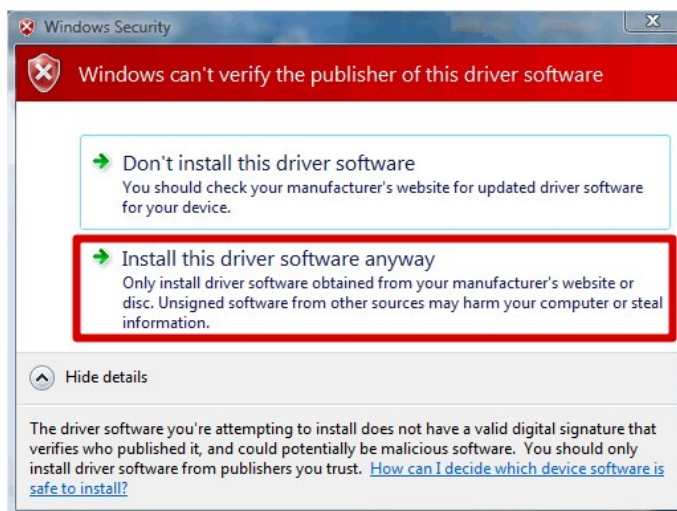 Windows Security
Windows can't verify the publisher of this driver software
Don't install this driver software
You should check your manufacturer's website for updated driver software
for your device.
Install this driver software anyway
Only install driver software obtained from your manufacturer's website or
disc. Unsigned software from other sources may harm your computer or steal
information.
Hide details
The driver software you're attempting to install does not have a valid digital signature that
verifies who published it, and could potentially be malicious software.  You should only
install driver software from publishers you trust.  How can I decide which device software is
safe to install?